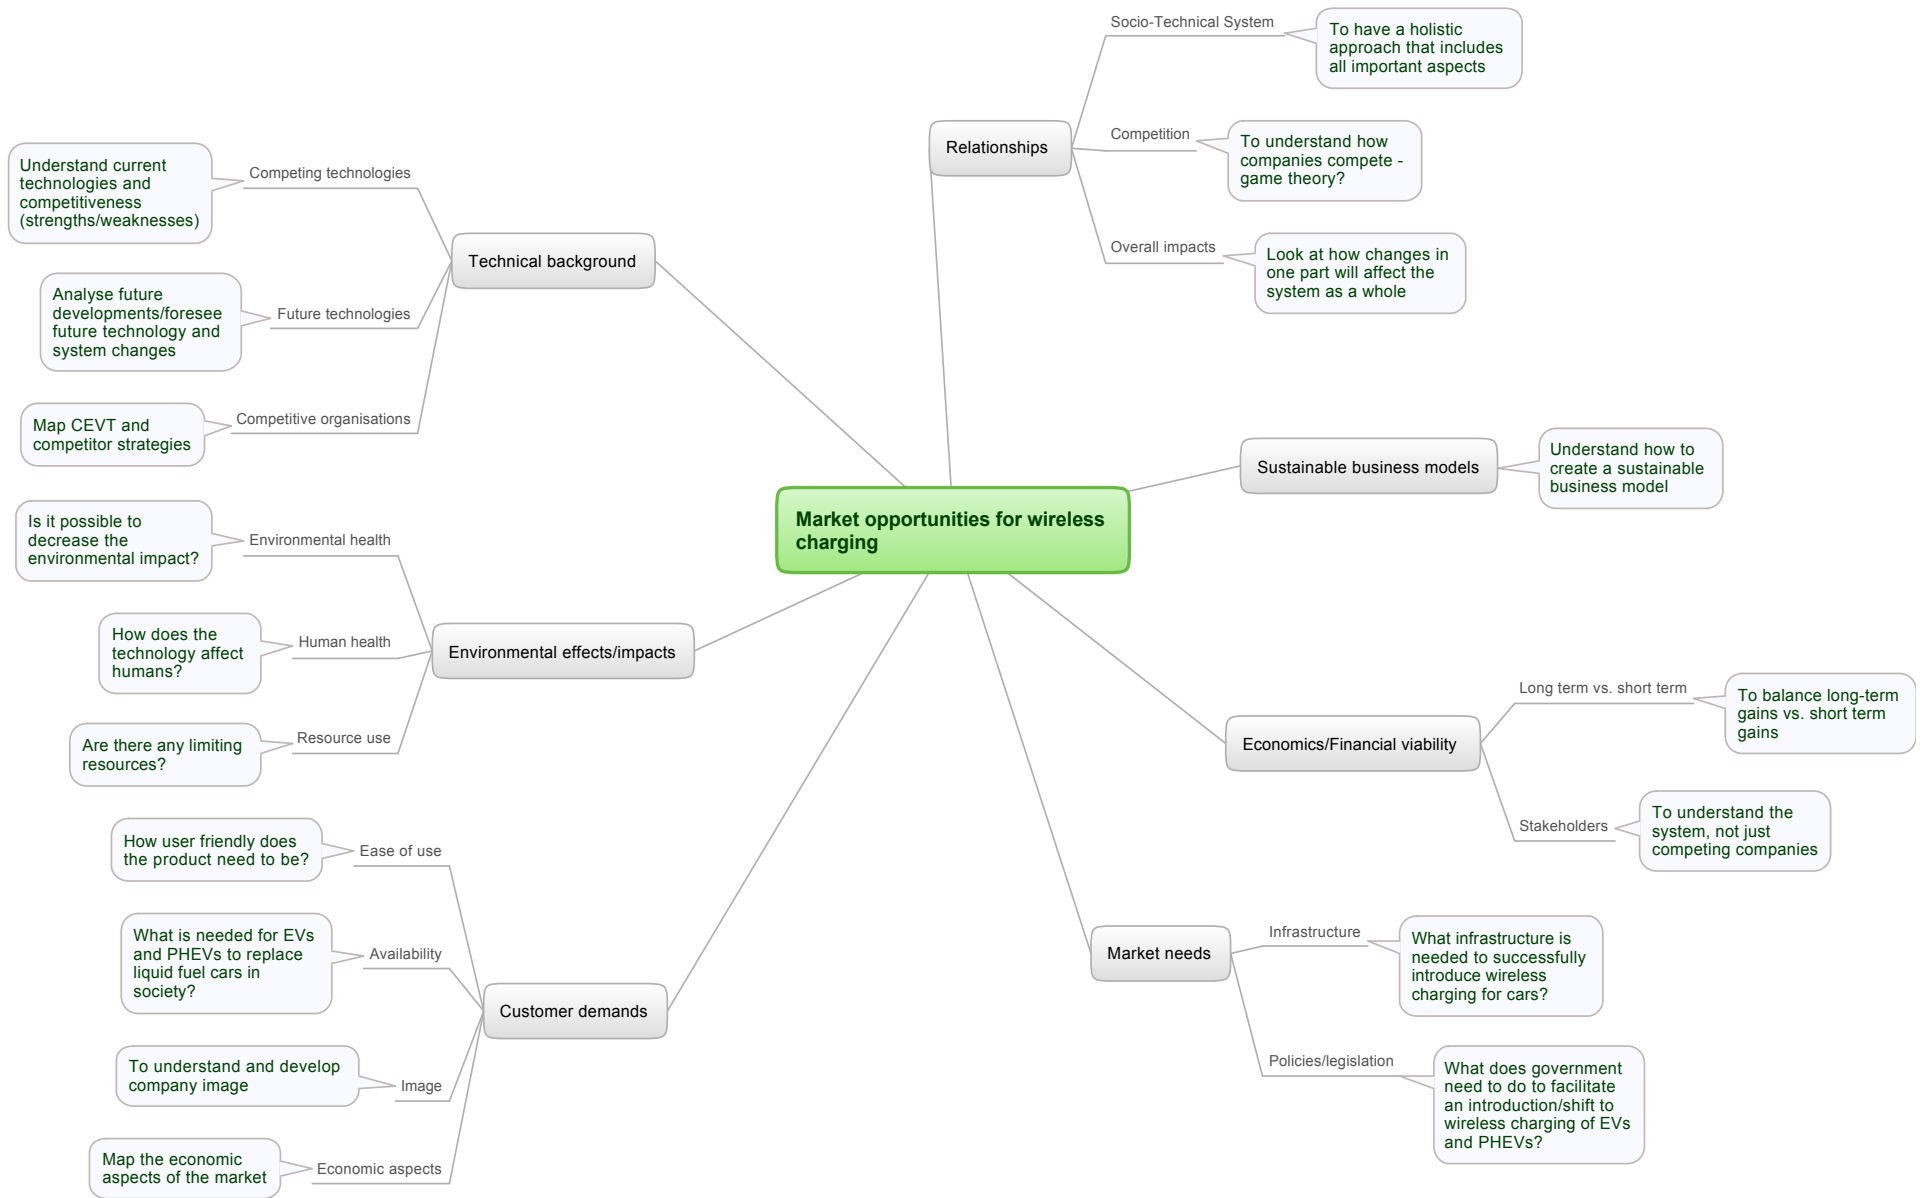 Market opportunities for wireless
charging
Relationships
Socio-Technical System
To have a holistic
approach that includes
all important aspects
Competition
To understand how
companies compete -
game theory?
Overall impacts
Look at how changes in
one part will affect the
system as a whole
Sustainable business models
Understand how to
create a sustainable
business model
Economics/Financial viability
Long term vs. short term
To balance long-term
gains vs. short term
gains
Stakeholders
To understand the
system, not just
competing companies
Market needs
Infrastructure
What infrastructure is
needed to successfully
introduce wireless
charging for cars?
Policies/legislation
What does government
need to do to facilitate
an introduction/shift to
wireless charging of EVs
and PHEVs?
Technical background
Competing technologies
Understand current
technologies and
competitiveness
(strengths/weaknesses)
Future technologies
Analyse future
developments/foresee
future technology and
system changes
Competitive organisations
Map CEVT and
competitor strategies
Environmental effects/impacts
Environmental health
Is it possible to
decrease the
environmental impact?
Human health
How does the
technology affect
humans?
Resource use
Are there any limiting
resources?
Customer demands
Ease of use
How user friendly does
the product need to be?
Availability
What is needed for EVs
and PHEVs to replace
liquid fuel cars in
society?
Image
To understand and develop
company image
Economic aspects
Map the economic
aspects of the market